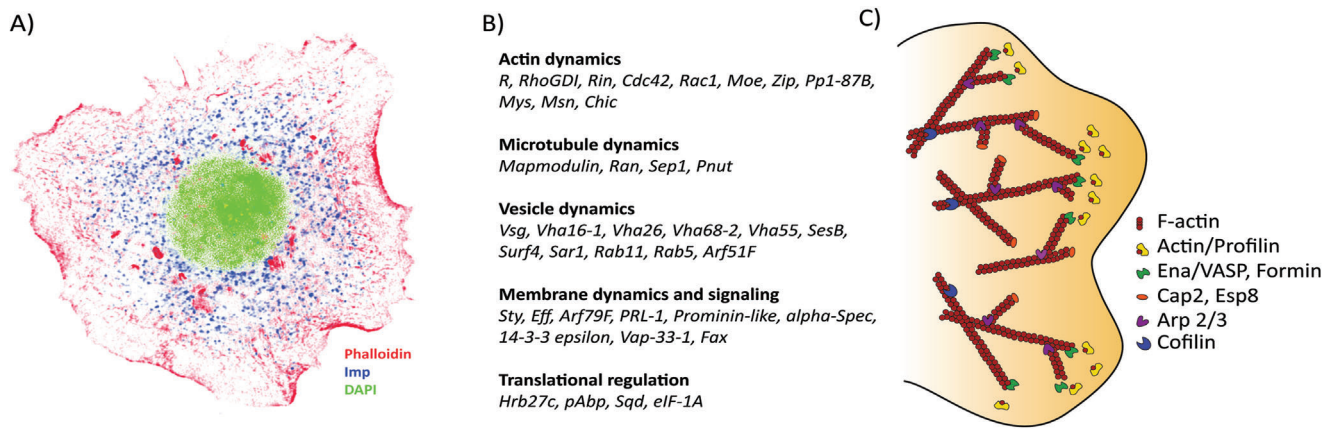 A)
Phalloidin
Imp
DAPI
B)
Actin dynamics
R, RhoGDI, Rin, Cdc42, Rac1, Moe, Zip, Pp1-87B,
Mys, Msn, Chic
Microtubule dynamics
Mapmodulin, Ran, Sep1, Pnut
Vesicle dynamics
Vsg, Vha16-1, Vha26, Vha68-2, Vha55, SesB,
Surf4, Sar1, Rab11, Rab5, Arf51F
Membrane dynamics and signaling
Sty, Eff, Arf79F, PRL-1, Prominin-like, alpha-Spec,
14-3-3 epsilon, Vap-33-1, Fax
Translational regulation
Hrb27c, pAbp, Sqd, eIF-1A
C)
F-actin
Actin/Profilin
Ena/VASP, Formin
Cap2, Esp8
Arp 2/3
Cofilin